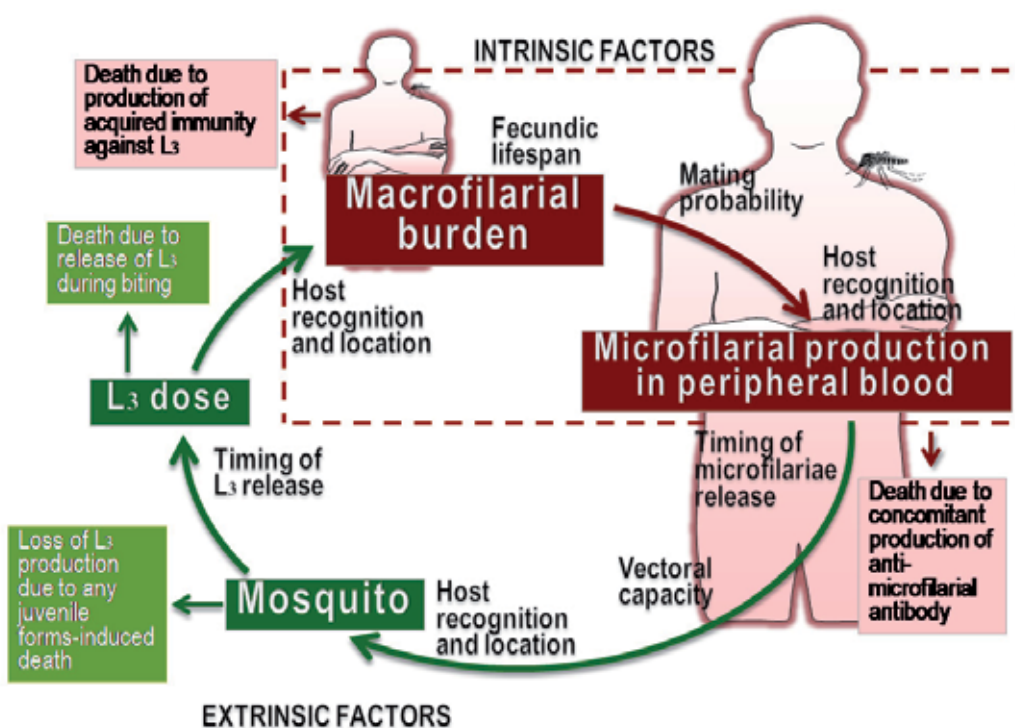 INTRINSIC FACTORS
Death due to
production of
acquired immunity
against L3
Fecundic
lifespan
Macrofilarial
burden
Mating
probability
Death due to
release of L3
during biting
Host
recognition
and location
Host
recognition
and location
Microfilarial production
in peripheral blood
L3 dose
Timing of
L3 release
Timing of
microfilariae
release
Death due to
concomitant
production of
anti-
microfilarial
antibody
Loss of L3
production
due to any
juvenile
forms-induced
death
Mosquito
Host
recognition
and location
Vectoral
capacity
EXTRINSIC FACTORS